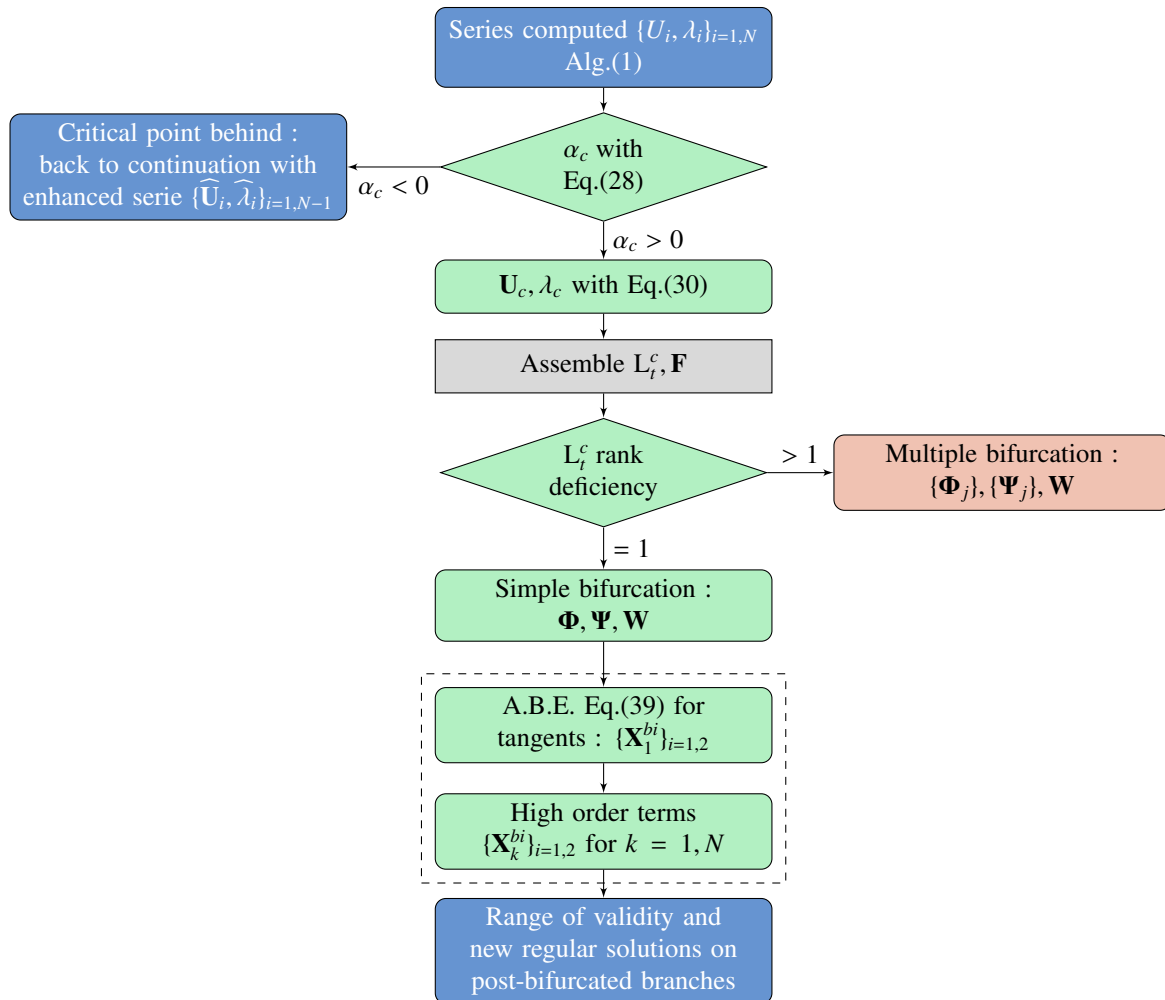 Series computed {U_i, λ_i}_{i=1,N}
Alg.(1)
Critical point behind :
back to continuation with
enhanced serie {\widehat{𝐔}_i, \widehat{λ}_i}_{i=1,N−1}
α_c < 0
α_c with
Eq.(28)
α_c > 0
𝐔_c, λ_c with Eq.(30)
Assemble L_t^c, 𝐅
L_t^c rank
deficiency
> 1
Multiple bifurcation :
{𝚽_j}, {𝚿_j}, 𝐖
= 1
Simple bifurcation :
𝚽, 𝚿, 𝐖
A.B.E. Eq.(39) for
tangents : {𝐗_1^{bi}}_{i=1,2}
High order terms
{𝐗_k^{bi}}_{i=1,2} for k = 1, N
Range of validity and
new regular solutions on
post-bifurcated branches